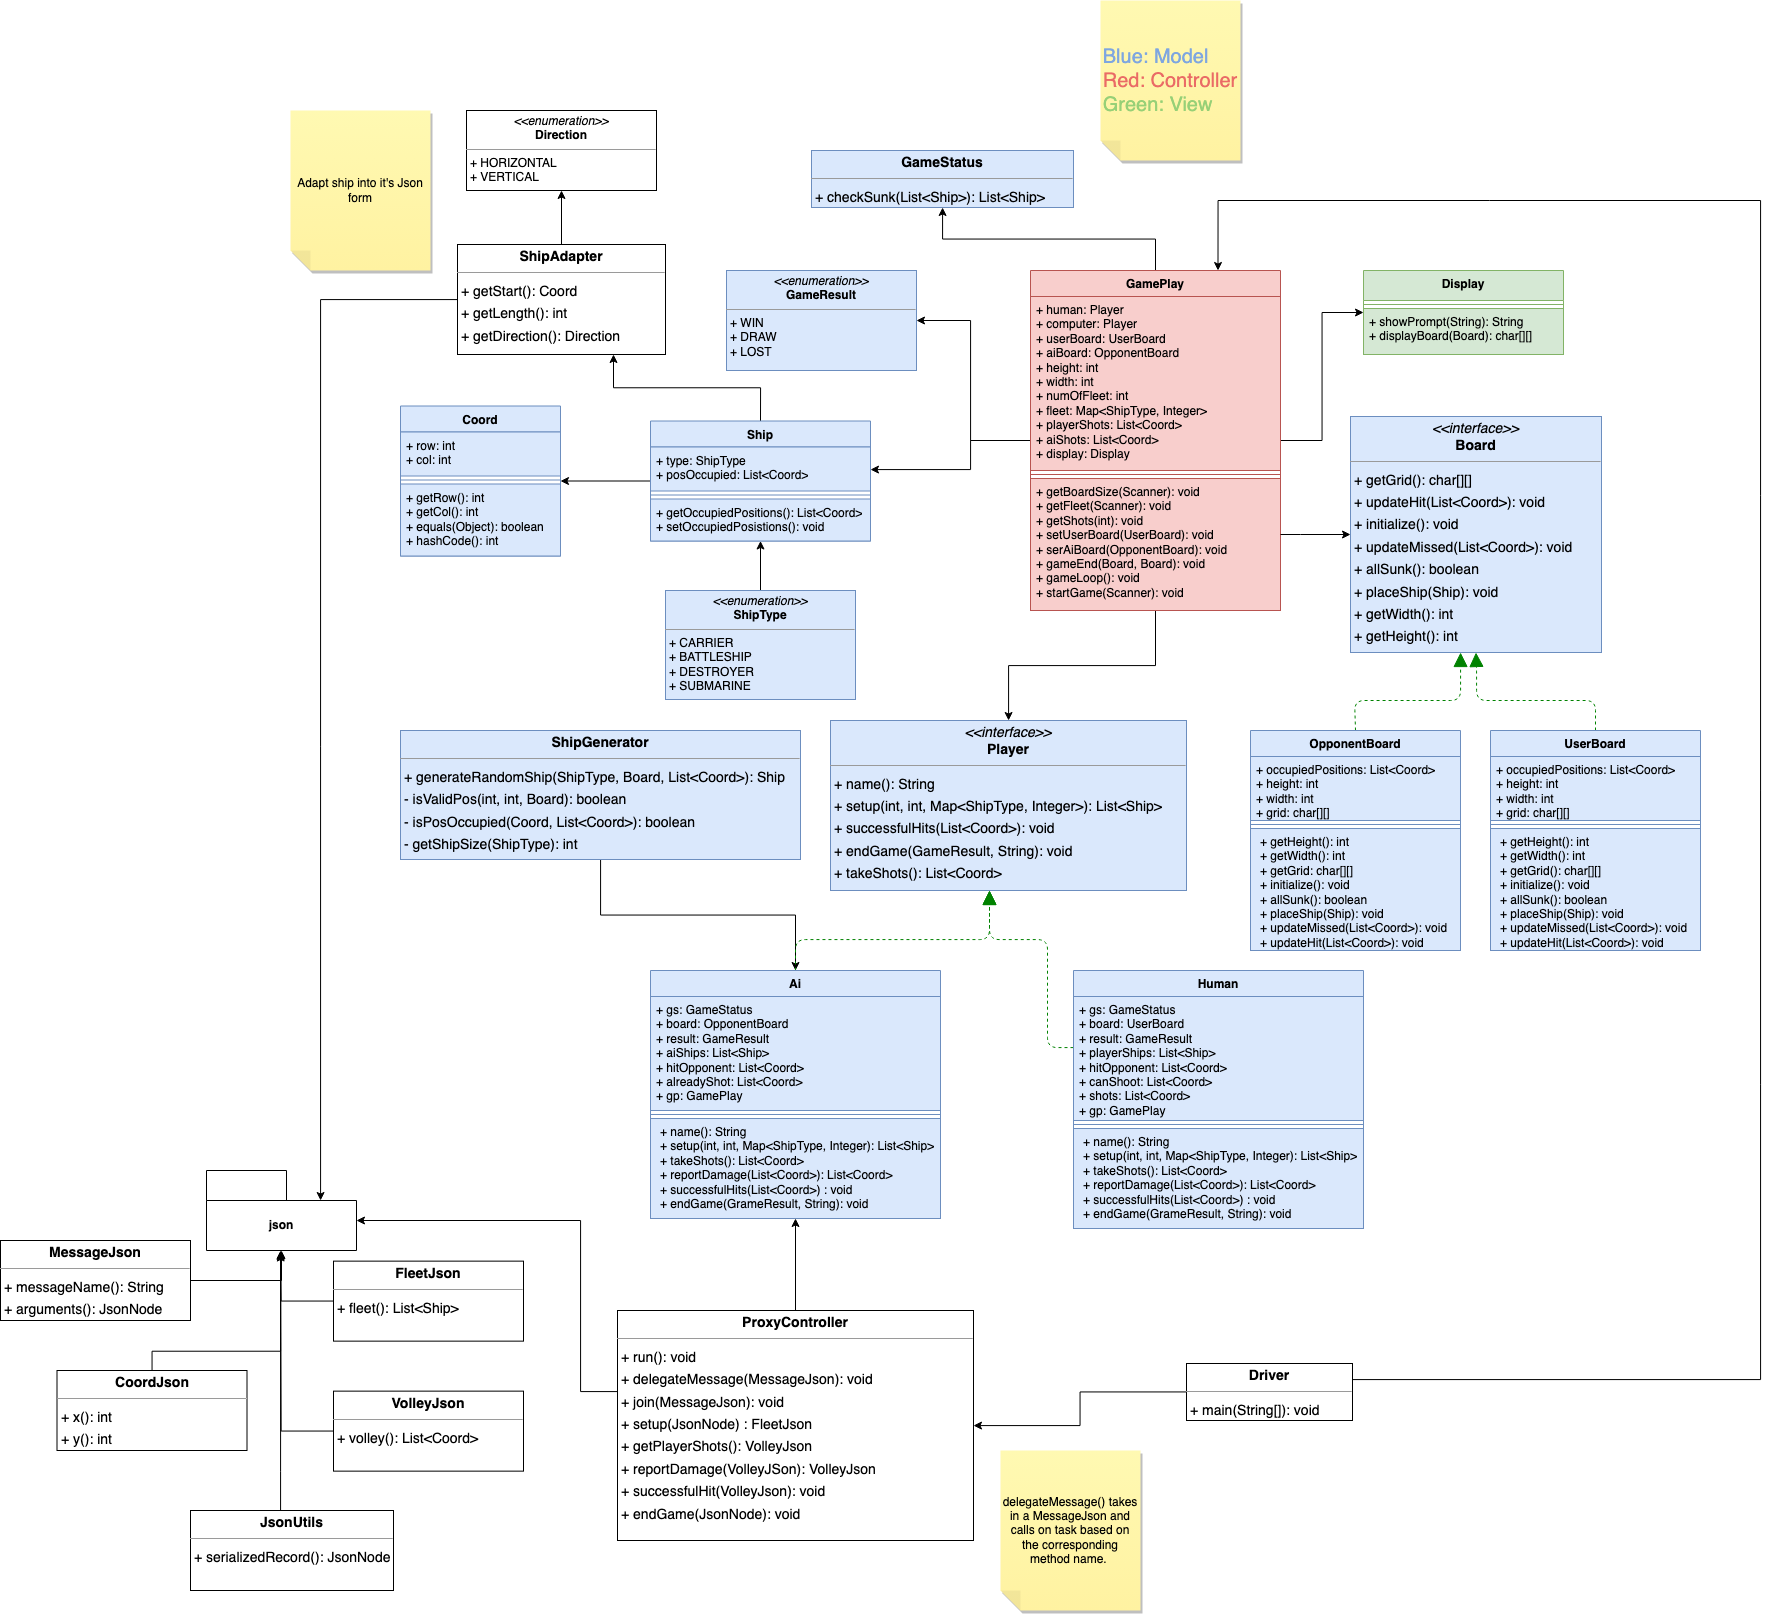 Blue: Model
Red: Controller
Green: View
<<enumeration>>
Direction
+ HORIZONTAL
+ VERTICAL
Adapt ship into it's Json
form
GameStatus
+ checkSunk(List<Ship>): List<Ship>
ShipAdapter
+ getStart(): Coord
+ getLength(): int
+ getDirection(): Direction
<<enumeration>>
GameResult
+ WIN
+ DRAW
+ LOST
GamePlay
+ human: Player
+ computer: Player
+ userBoard: UserBoard
+ aiBoard: OpponentBoard
+ height: int
+ width: int
+ numOfFleet: int
+ fleet: Map<ShipType, Integer>
+ playerShots: List<Coord>
+ aiShots: List<Coord>
+ display: Display
+ getBoardSize(Scanner): void
+ getFleet(Scanner): void
+ getShots(int): void
+ setUserBoard(UserBoard): void
+ serAiBoard(OpponentBoard): void
+ gameEnd(Board, Board): void
+ gameLoop(): void
+ startGame(Scanner): void
Display
+ showPrompt(String): String
+ displayBoard(Board): char[][]
Coord
+ row: int
+ col: int
+ getRow(): int
+ getCol(): int
+ equals(Object): boolean
+ hashCode(): int
Ship
+ type: ShipType
+ posOccupied: List<Coord>
+ getOccupiedPositions(): List<Coord>
+ setOccupiedPosistions(): void
<<interface>>
Board
+ getGrid(): char[][]
+ updateHit(List<Coord>): void
+ initialize(): void
+ updateMissed(List<Coord>): void
+ allSunk(): boolean
+ placeShip(Ship): void
+ getWidth(): int
+ getHeight(): int
<<enumeration>>
ShipType
+ CARRIER
+ BATTLESHIP
+ DESTROYER
+ SUBMARINE
ShipGenerator
+ generateRandomShip(ShipType, Board, List<Coord>): Ship
- isValidPos(int, int, Board): boolean
- isPosOccupied(Coord, List<Coord>): boolean
- getShipSize(ShipType): int
<<interface>>
Player
+ name(): String
+ setup(int, int, Map<ShipType, Integer>): List<Ship>
+ successfulHits(List<Coord>): void
+ endGame(GameResult, String): void
+ takeShots(): List<Coord>
OpponentBoard
+ occupiedPositions: List<Coord>
+ height: int
+ width: int
+ grid: char[][]
+ getHeight(): int
+ getWidth(): int
+ getGrid: char[][]
+ initialize(): void
+ allSunk(): boolean
+ placeShip(Ship): void
+ updateMissed(List<Coord>): void
+ updateHit(List<Coord>): void
UserBoard
+ occupiedPositions: List<Coord>
+ height: int
+ width: int
+ grid: char[][]
+ getHeight(): int
+ getWidth(): int
+ getGrid(): char[][]
+ initialize(): void
+ allSunk(): boolean
+ placeShip(Ship): void
+ updateMissed(List<Coord>): void
+ updateHit(List<Coord>): void
Ai
+ gs: GameStatus
+ board: OpponentBoard
+ result: GameResult
+ aiShips: List<Ship>
+ hitOpponent: List<Coord>
+ alreadyShot: List<Coord>
+ gp: GamePlay
+ name(): String
+ setup(int, int, Map<ShipType, Integer): List<Ship>
+ takeShots(): List<Coord>
+ reportDamage(List<Coord>): List<Coord>
+ successfulHits(List<Coord>) : void
+ endGame(GrameResult, String): void
Human
+ gs: GameStatus
+ board: UserBoard
+ result: GameResult
+ playerShips: List<Ship>
+ hitOpponent: List<Coord>
+ canShoot: List<Coord>
+ shots: List<Coord>
+ gp: GamePlay
+ name(): String
+ setup(int, int, Map<ShipType, Integer): List<Ship>
+ takeShots(): List<Coord>
+ reportDamage(List<Coord>): List<Coord>
+ successfulHits(List<Coord>) : void
+ endGame(GrameResult, String): void
json
MessageJson
+ messageName(): String
+ arguments(): JsonNode
FleetJson
+ fleet(): List<Ship>
CoordJson
+ x(): int
+ y(): int
VolleyJson
+ volley(): List<Coord>
JsonUtils
+ serializedRecord(): JsonNode
ProxyController
+ run(): void
+ delegateMessage(MessageJson): void
+ join(MessageJson): void
+ setup(JsonNode) : FleetJson
+ getPlayerShots(): VolleyJson
+ reportDamage(VolleyJSon): VolleyJson
+ successfulHit(VolleyJson): void
+ endGame(JsonNode): void
Driver
+ main(String[]): void
delegateMessage() takes
in a MessageJson and
calls on task based on
the corresponding
method name.